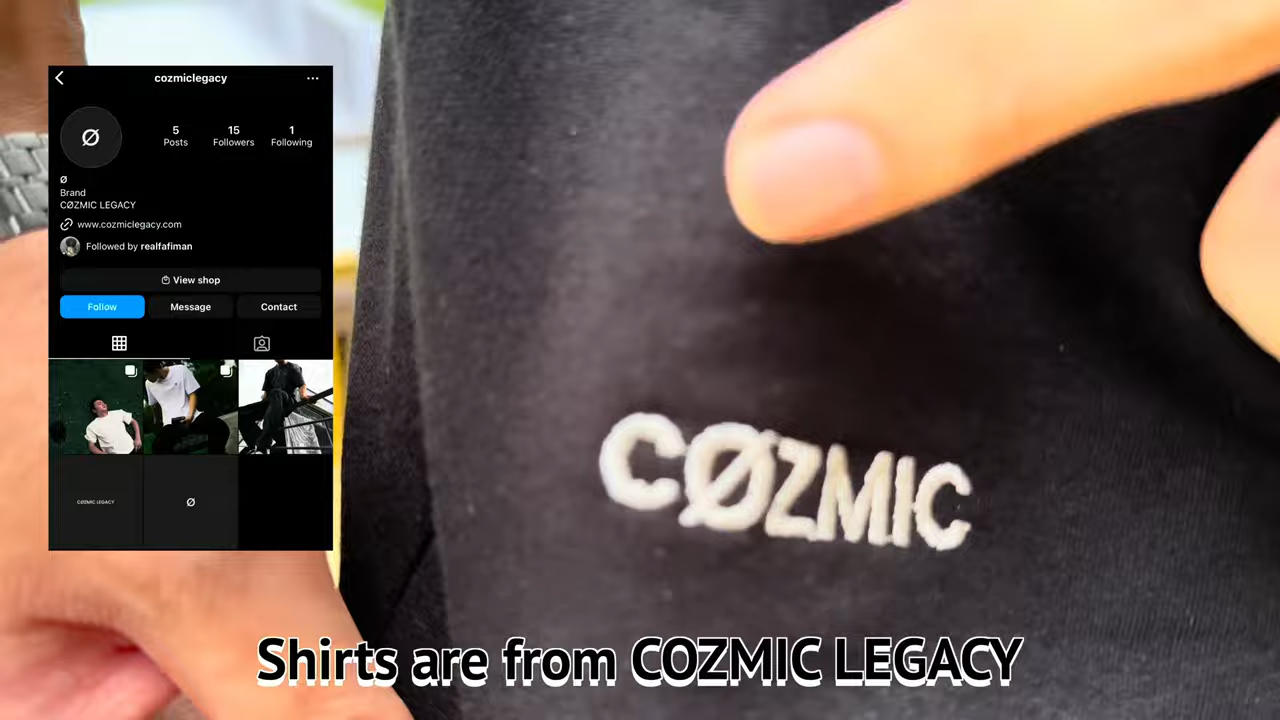 cozmiclegacy
Ø
5 15 1
Posts Followers Following
Ø
Brand
CØZMIC LEGACY
www.cozmiclegacy.com
Followed by realfafiman
View shop
Follow Message Contact
CØZMIC LEGACY
Ø
CØZMIC
Shirts are from COZMIC LEGACY